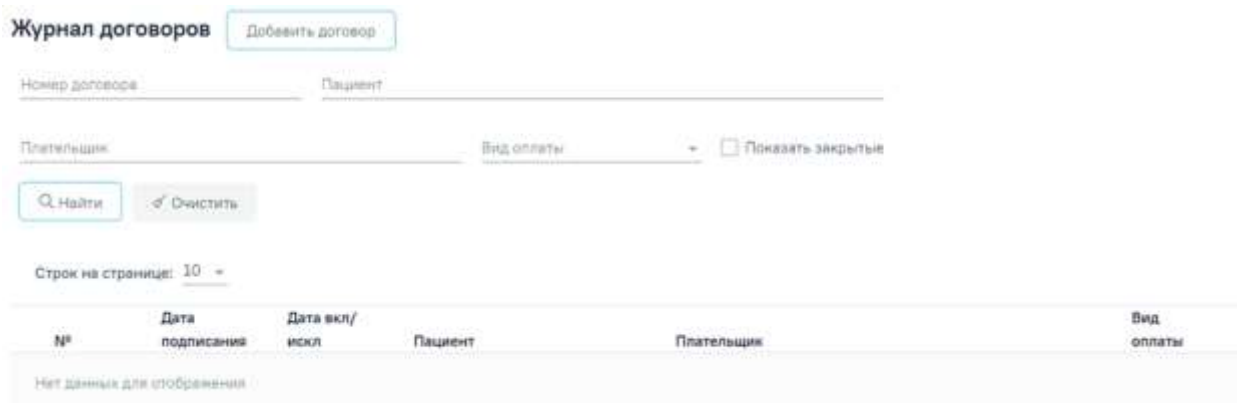 Журнал договоров Добавить договор
Номер договора Пациент
Плательщик Вид оплаты Показать закрытые
Найти Очистить
Строк на странице: 10
№ Дата подписания Дата вкл/искл Пациент Плательщик Вид оплаты
Нет данных для отображения